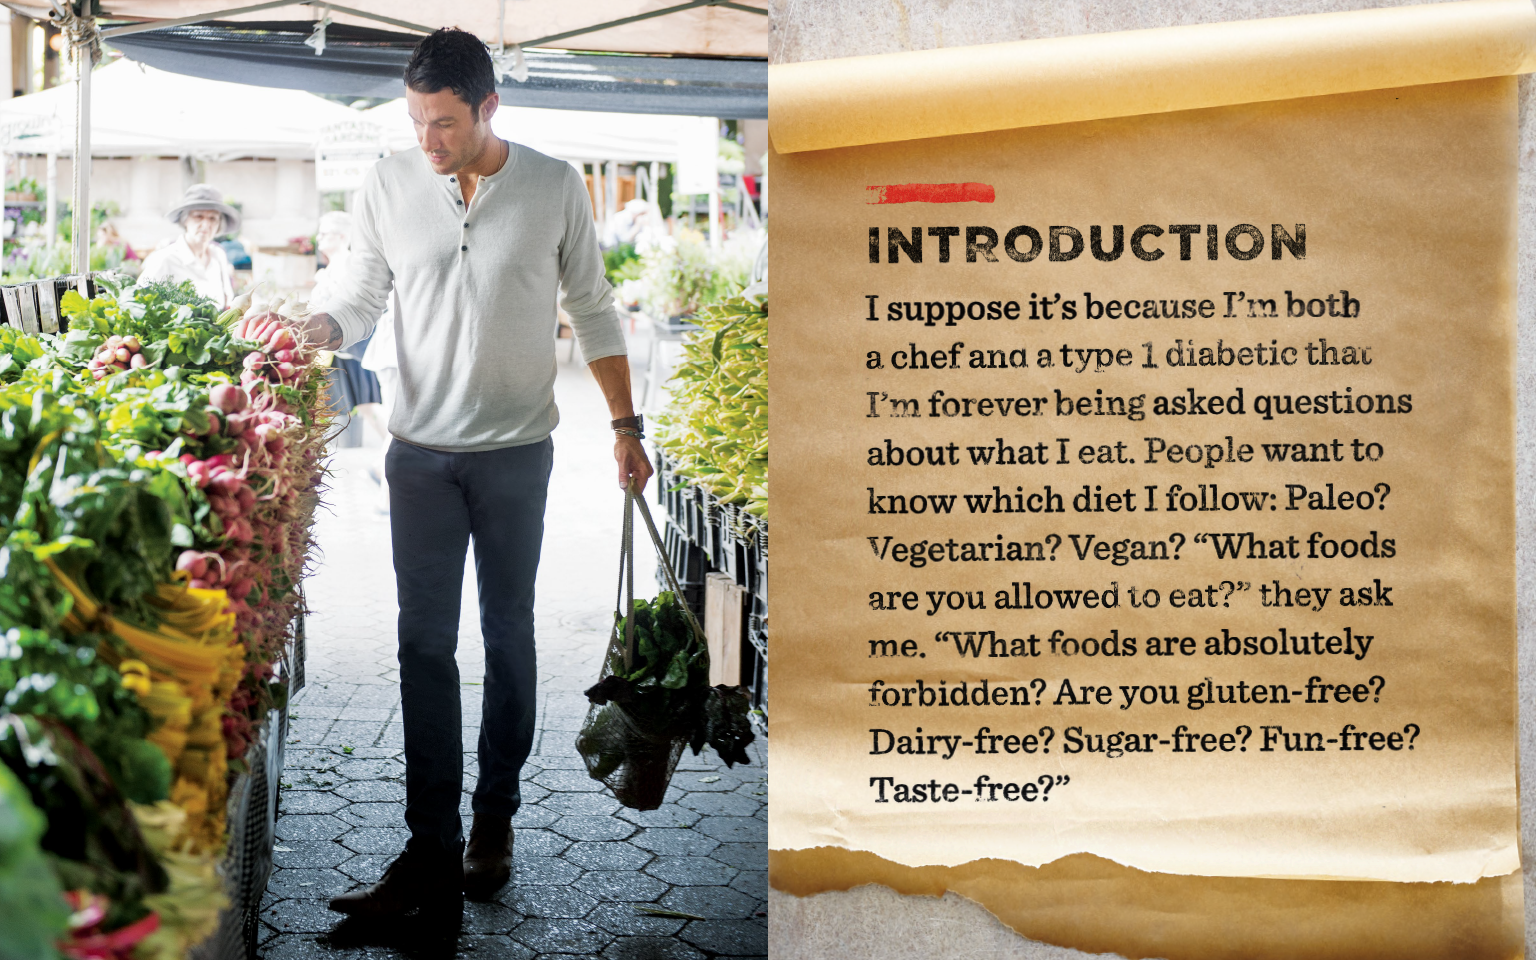 INTRODUCTION
I suppose it's because I'm both
a chef and a type 1 diabetic that
I'm forever being asked questions
about what I eat. People want to
know which diet I follow: Paleo?
Vegetarian? Vegan? “What foods
are you allowed to eat?” they ask
me. “What foods are absolutely
forbidden? Are you gluten-free?
Dairy-free? Sugar-free? Fun-free?
Taste-free?”